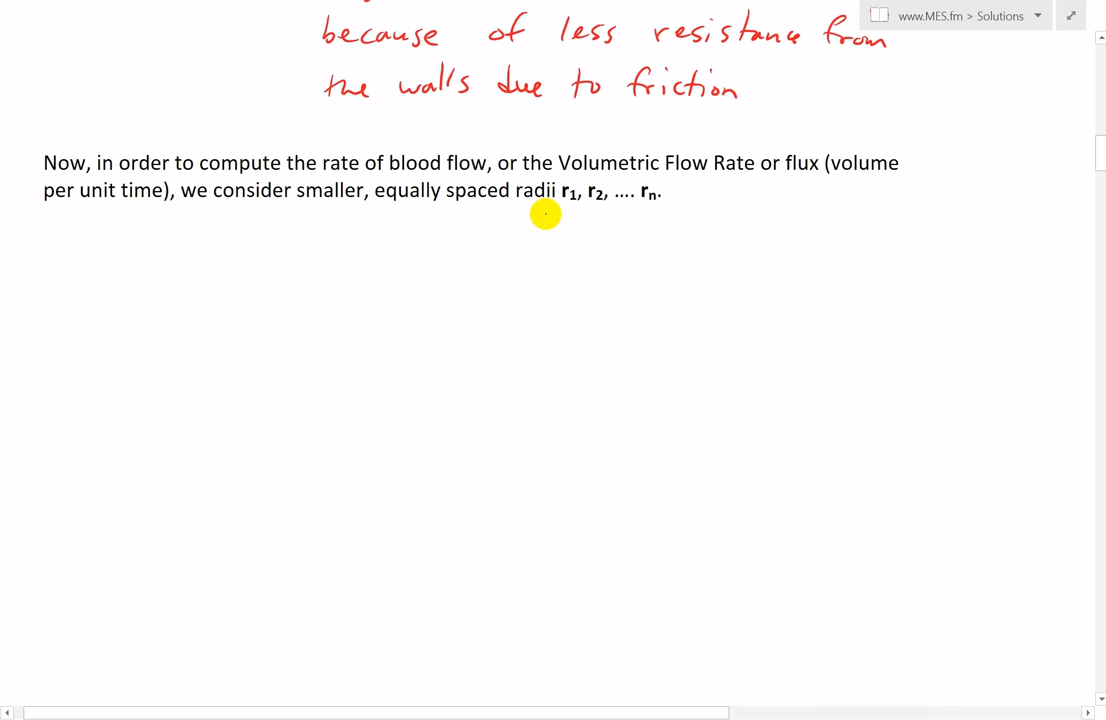 www.MES.fm > Solutions
because of less resistance from
the walls due to friction
Now, in order to compute the rate of blood flow, or the Volumetric Flow Rate or flux (volume
per unit time), we consider smaller, equally spaced radii r₁, r₂, .... rₙ.